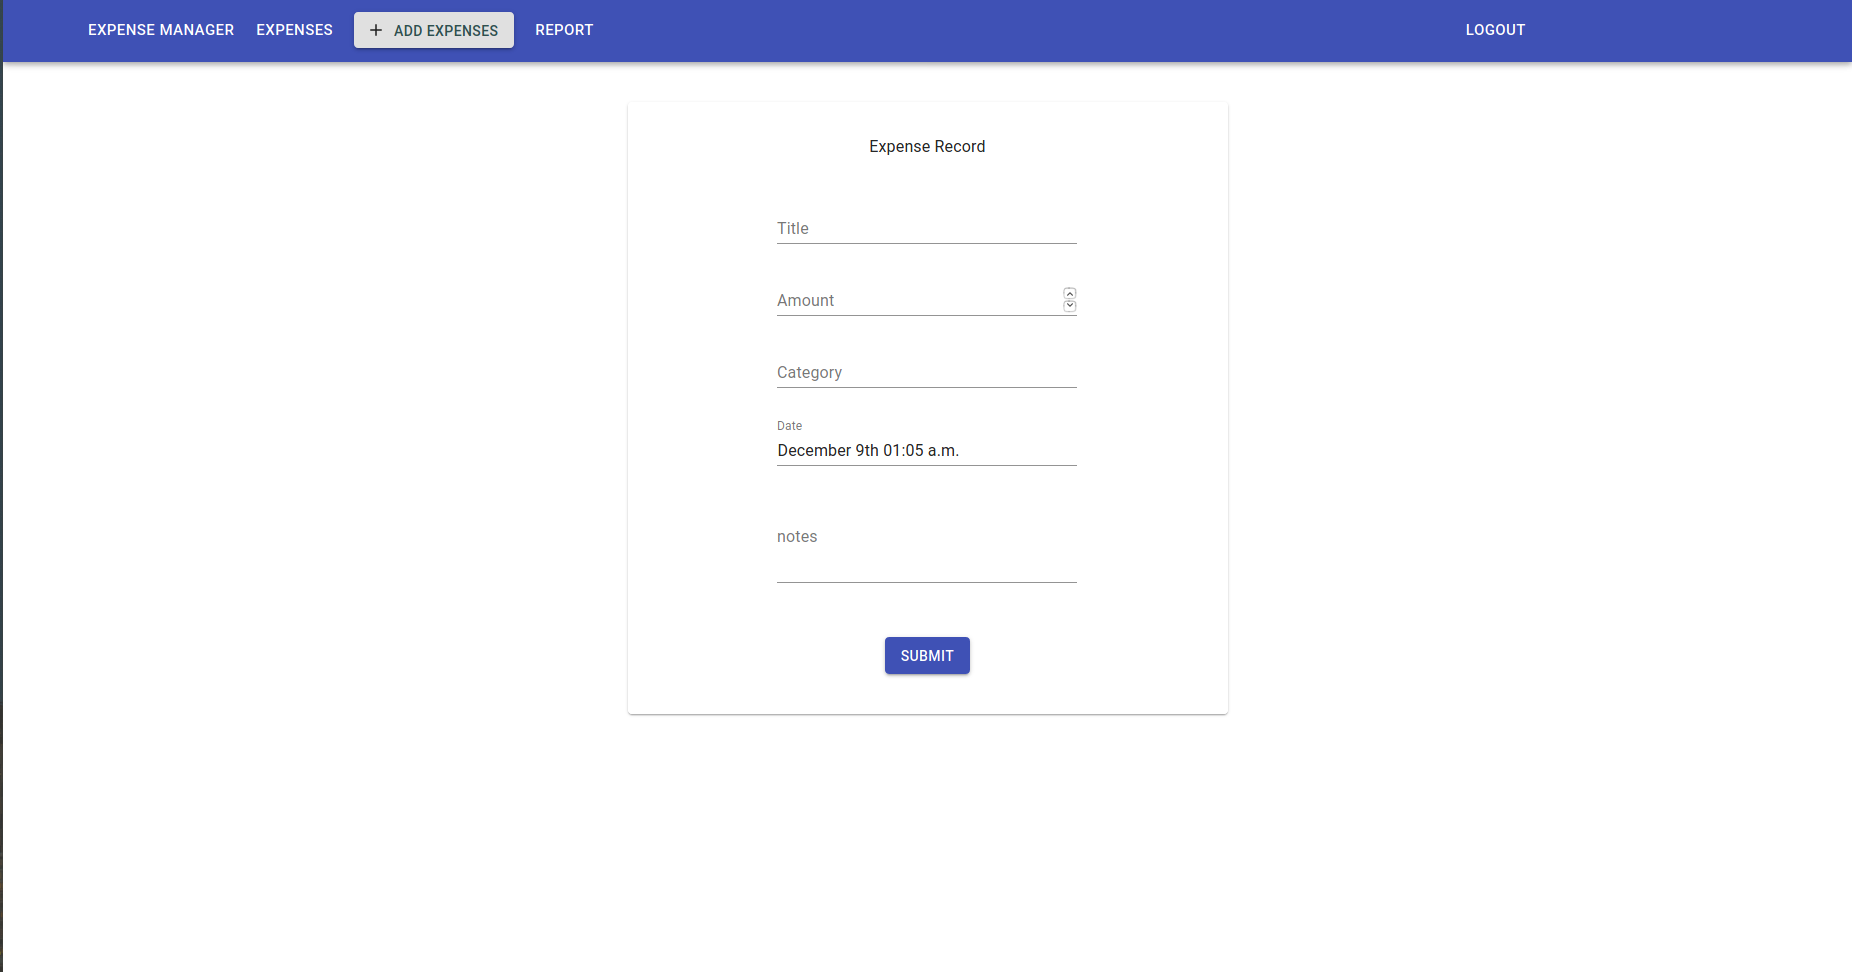 EXPENSE MANAGER EXPENSES + ADD EXPENSES REPORT LOGOUT
Expense Record
Title
Amount
Category
Date
December 9th 01:05 a.m.
notes
SUBMIT